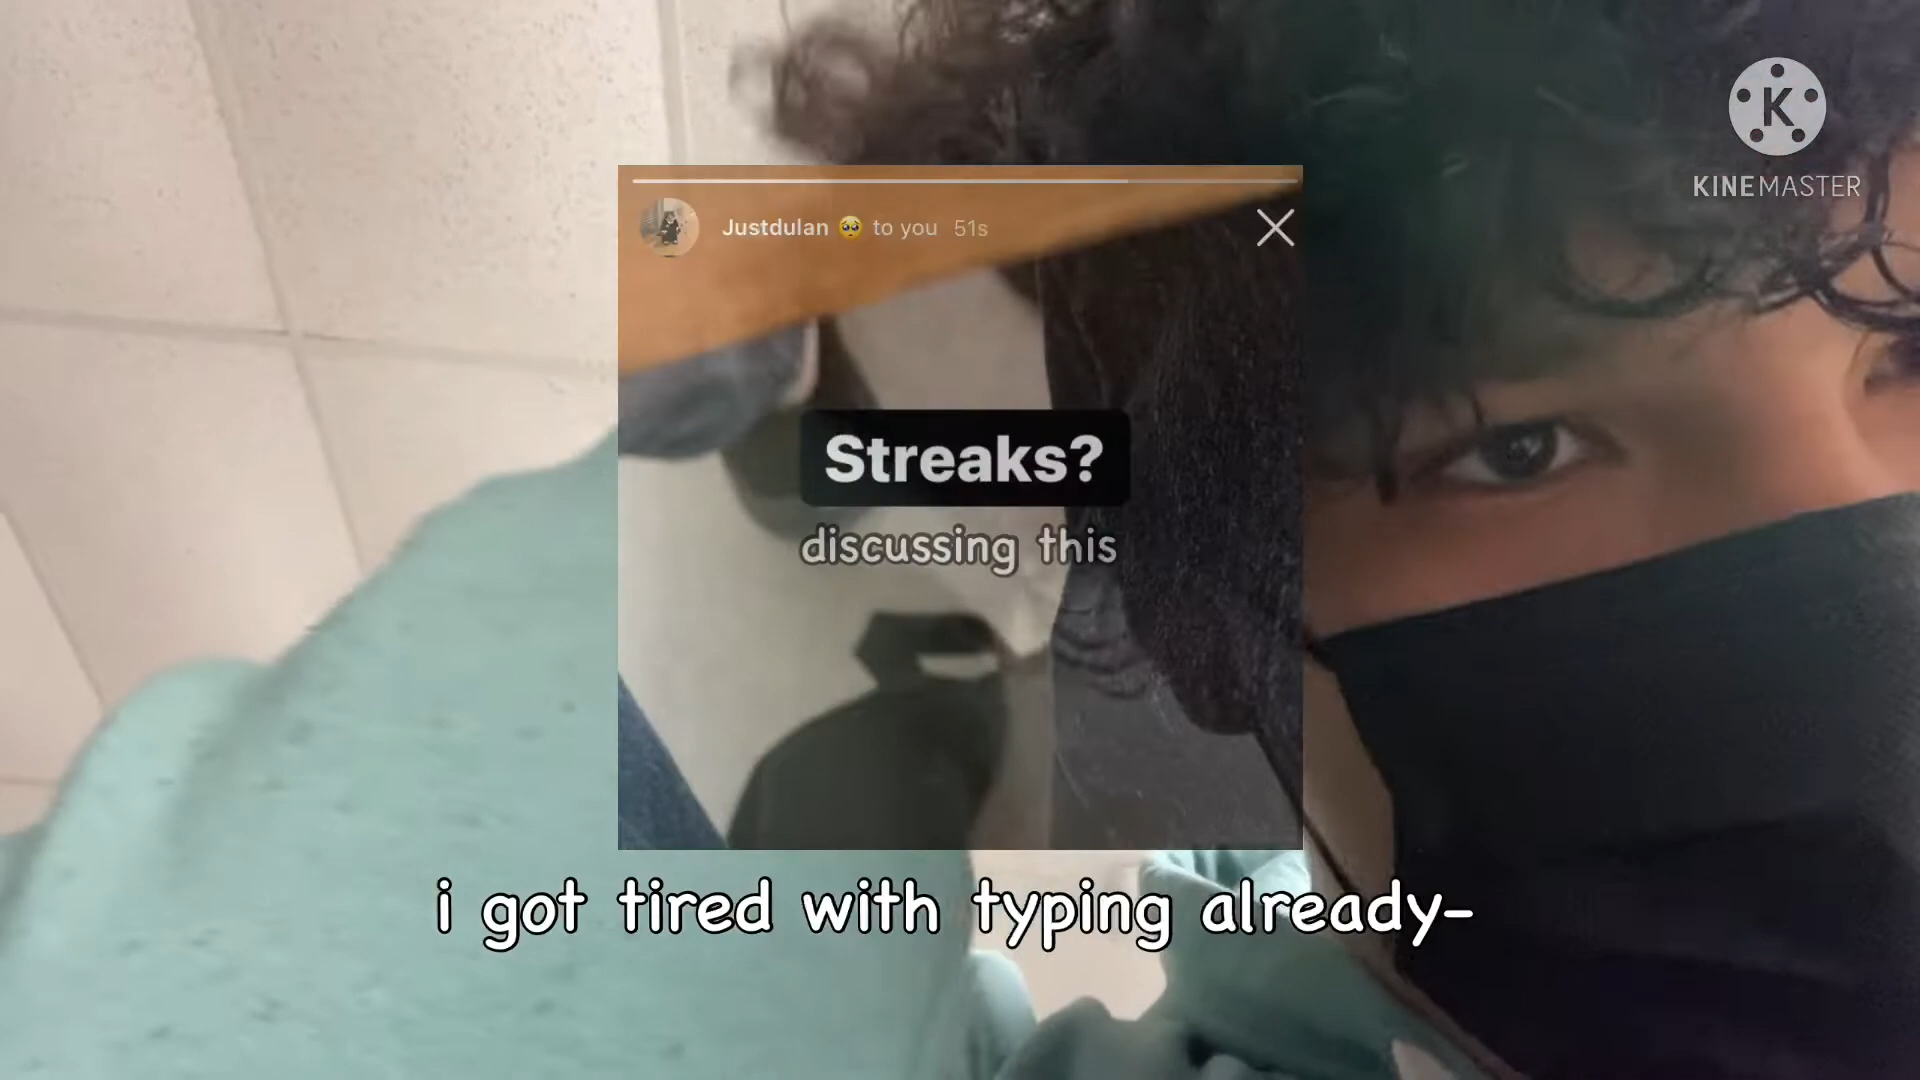 K
KINEMASTER
Justdulan 🥺 to you 51s
Streaks?
discussing this
i got tired with typing already-